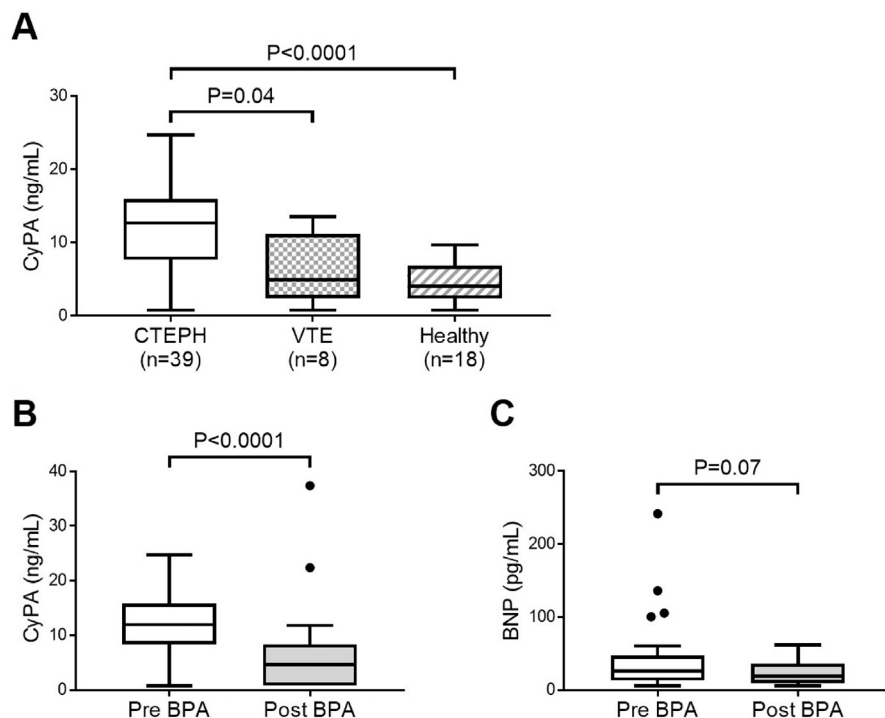 A
P<0.0001
P=0.04
CyPA (ng/mL)
30
20
10
0
CTEPH
(n=39)
VTE
(n=8)
Healthy
(n=18)
B
P<0.0001
CyPA (ng/mL)
40
30
20
10
0
Pre BPA
Post BPA
C
P=0.07
BNP (pg/mL)
300
200
100
0
Pre BPA
Post BPA